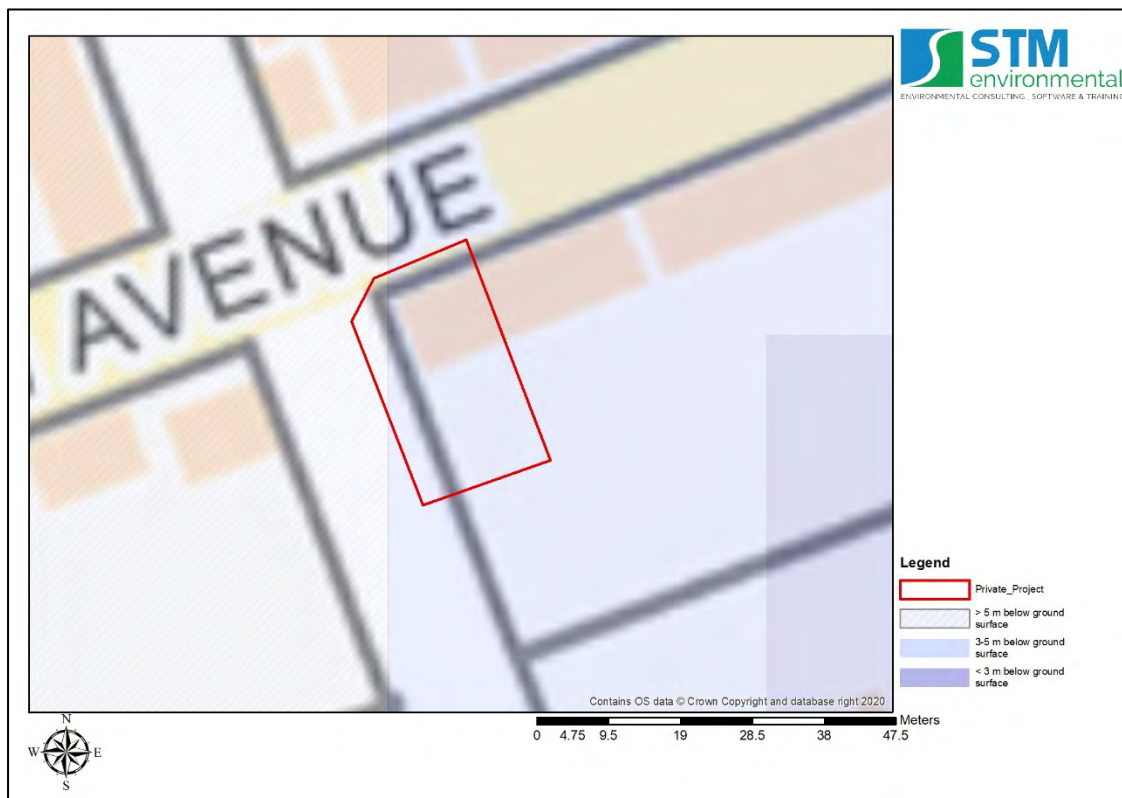 STM
environmental
ENVIRONMENTAL CONSULTING, SOFTWARE & TRAINING
AVENUE
Legend
Private_Project
> 5 m below ground
surface
3-5 m below ground
surface
< 3 m below ground
surface
Contains OS data © Crown Copyright and database right 2020
Meters
0 4.75 9.5 19 28.5 38 47.5
N
W E
S